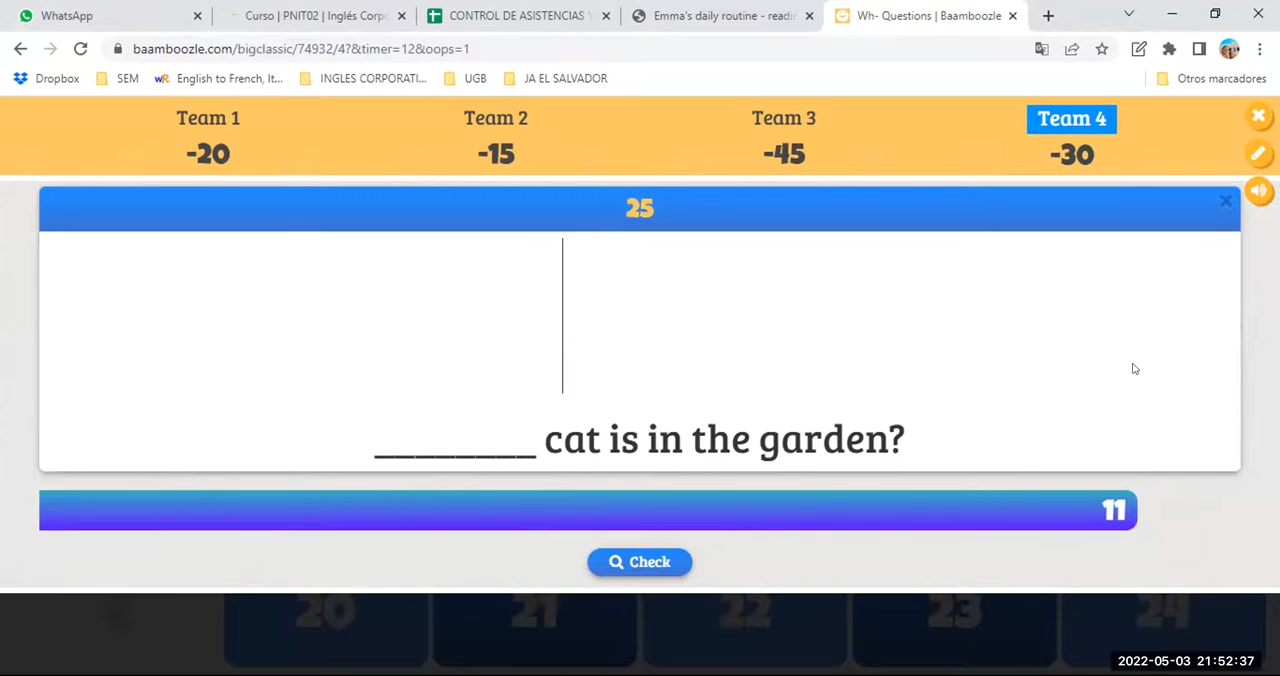 WhatsApp
Curso | PNIT02 | Inglés Corpo
CONTROL DE ASISTENCIAS
Emma's daily routine - readi
Wh- Questions | Baamboozle
baamboozle.com/bigclassic/74932/4?&timer=12&oops=1
Dropbox
SEM
English to French, It...
INGLES CORPORATI...
UGB
JA EL SALVADOR
Otros marcadores
Team 1
Team 2
Team 3
Team 4
-20
-15
-45
-30
25
________ cat is in the garden?
11
Check
20
21
22
23
24
2022-05-03 21:52:37